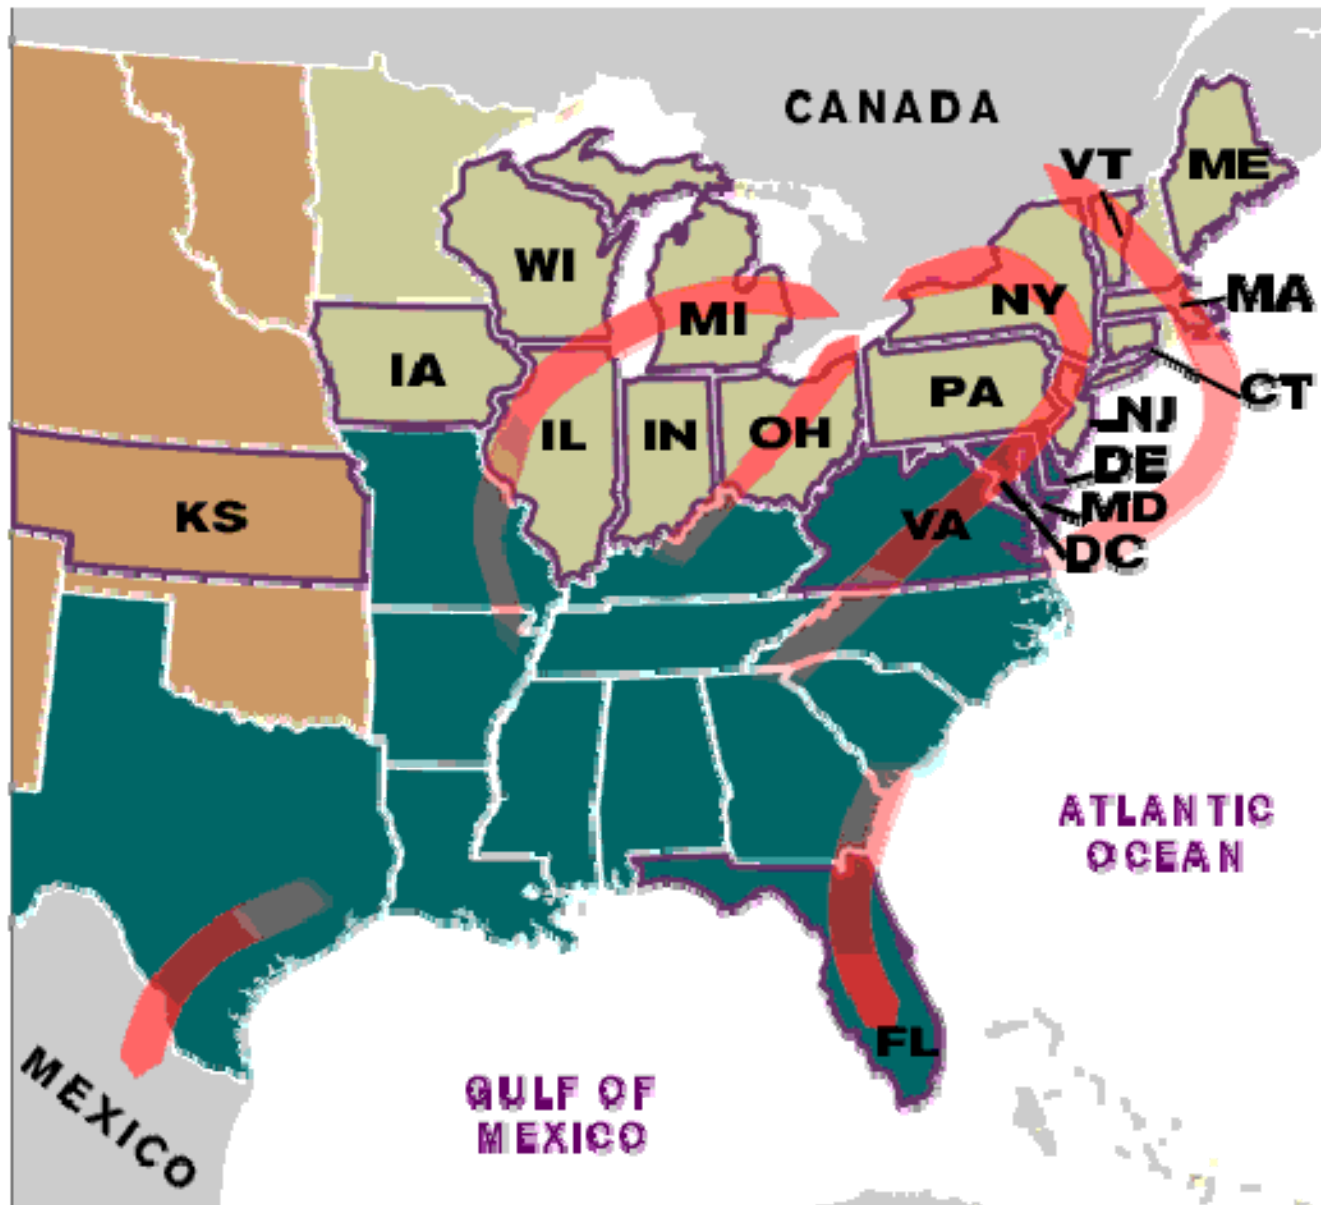 CANADA
VT
ME
WI
MA
NY
MI
IA
PA
CT
NJ
IL
IN
OH
DE
KS
MD
VA
DC
ATLANTIC
OCEAN
FL
MEXICO
GULF OF
MEXICO